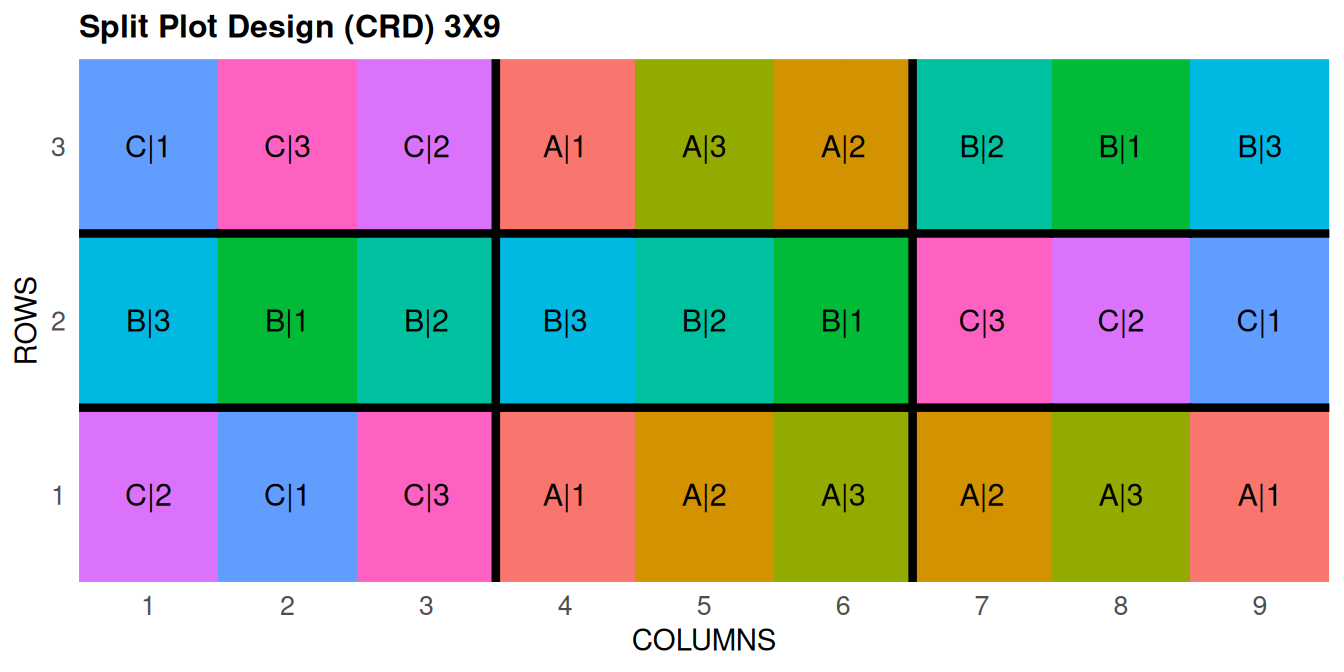 Split Plot Design (CRD) 3X9
3 C|1 C|3 C|2 A|1 A|3 A|2 B|2 B|1 B|3
ROWS
2 B|3 B|1 B|2 B|3 B|2 B|1 C|3 C|2 C|1
1 C|2 C|1 C|3 A|1 A|2 A|3 A|2 A|3 A|1
1 2 3 4 5 6 7 8 9
COLUMNS